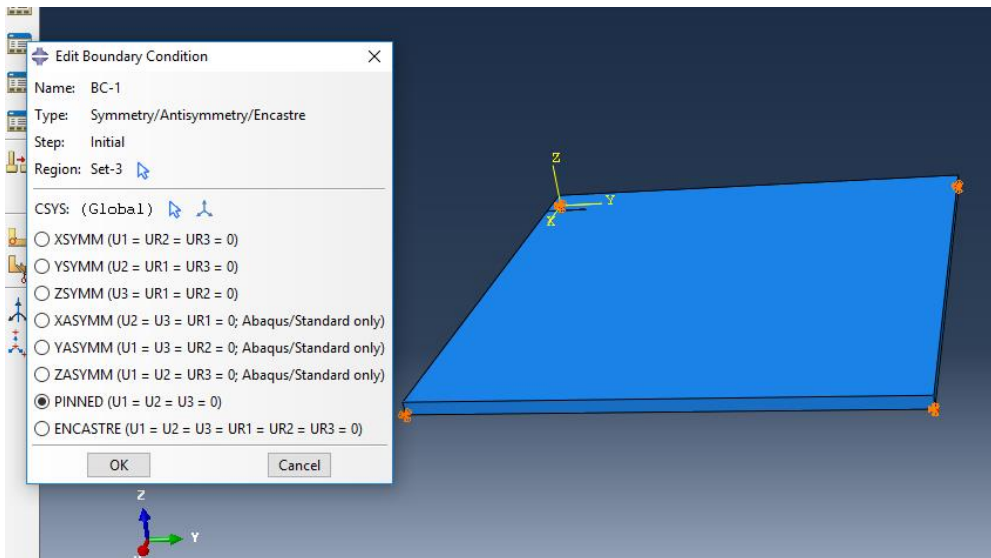 Edit Boundary Condition
Name: BC-1
Type: Symmetry/Antisymmetry/Encastre
Step: Initial
Region: Set-3
CSYS: (Global)
XSYMM (U1 = UR2 = UR3 = 0)
YSYMM (U2 = UR1 = UR3 = 0)
ZSYMM (U3 = UR1 = UR2 = 0)
XASYMM (U2 = U3 = UR1 = 0; Abaqus/Standard only)
YASYMM (U1 = U3 = UR2 = 0; Abaqus/Standard only)
ZASYMM (U1 = U2 = UR3 = 0; Abaqus/Standard only)
PINNED (U1 = U2 = U3 = 0)
ENCASTRE (U1 = U2 = U3 = UR1 = UR2 = UR3 = 0)
OK Cancel
Z
Y
X
Z
Y